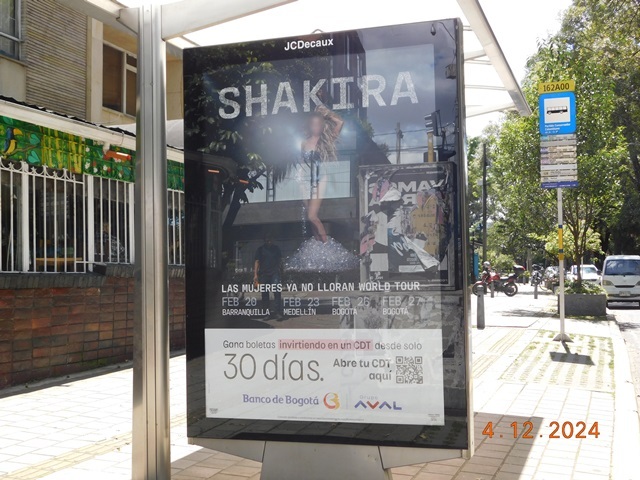 JCDecaux
SHAKIRA
LAS MUJERES YA NO LLORAN WORLD TOUR
FEB 20 FEB 23 FEB 26 FEB 27
BARRANQUILLA MEDELLÍN BOGOTÁ BOGOTÁ
Gana boletas invirtiendo en un CDT desde solo
30 días.
Abre tu CDT
aquí
Banco de Bogotá
AVAL
162A00
4.12.2024